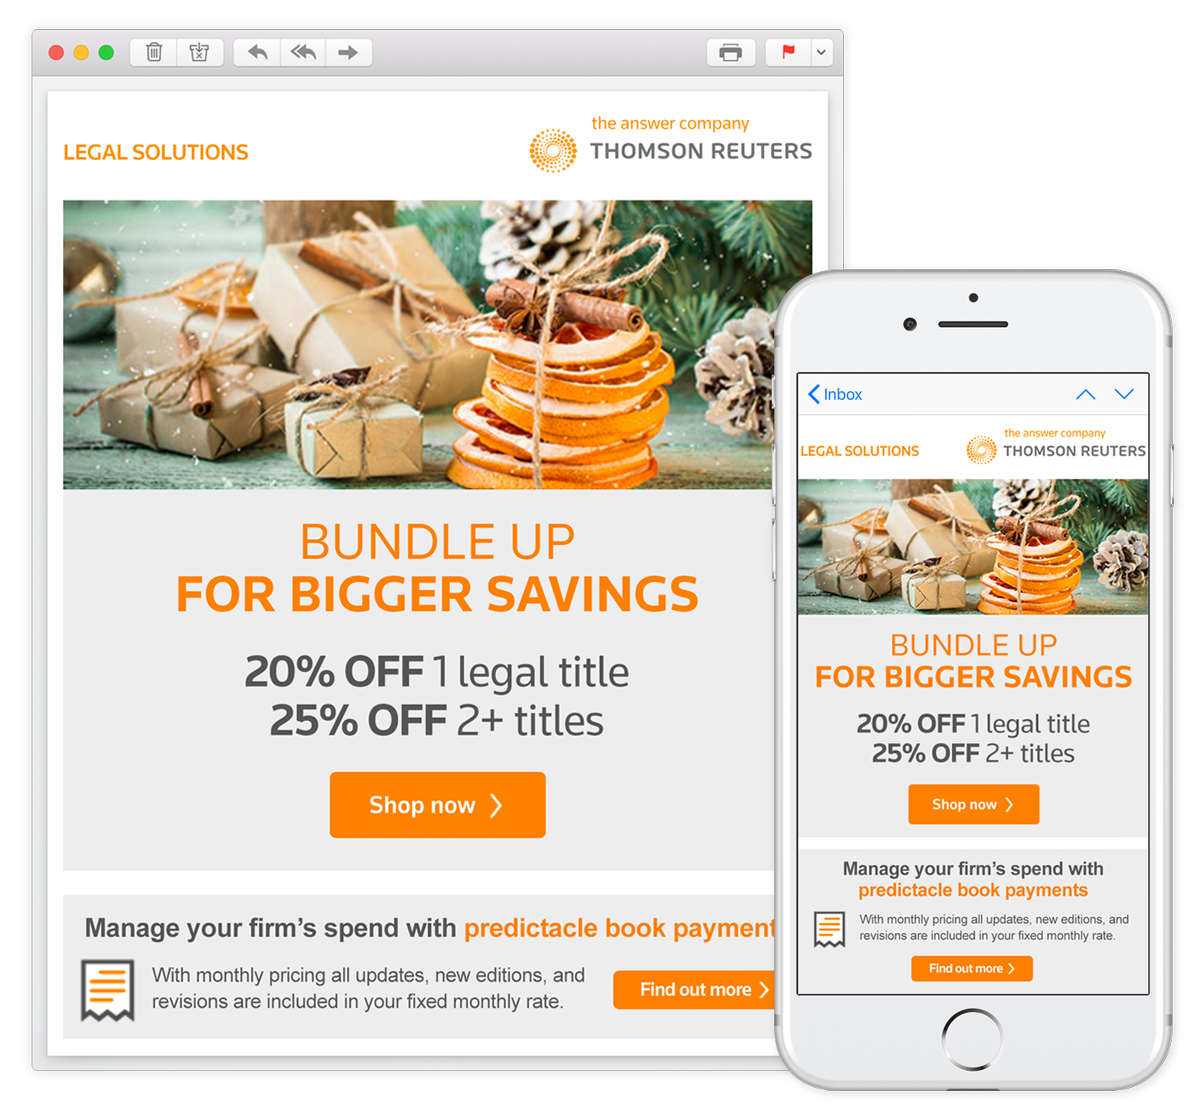 LEGAL SOLUTIONS
the answer company
THOMSON REUTERS
BUNDLE UP
FOR BIGGER SAVINGS
20% OFF 1 legal title
25% OFF 2+ titles
Shop now
Manage your firm's spend with predictacle book payment
With monthly pricing all updates, new editions, and
revisions are included in your fixed monthly rate.
Find out more
Inbox
LEGAL SOLUTIONS
the answer company
THOMSON REUTERS
BUNDLE UP
FOR BIGGER SAVINGS
20% OFF 1 legal title
25% OFF 2+ titles
Shop now
Manage your firm's spend with
predictacle book payments
With monthly pricing all updates, new editions, and
revisions are included in your fixed monthly rate.
Find out more